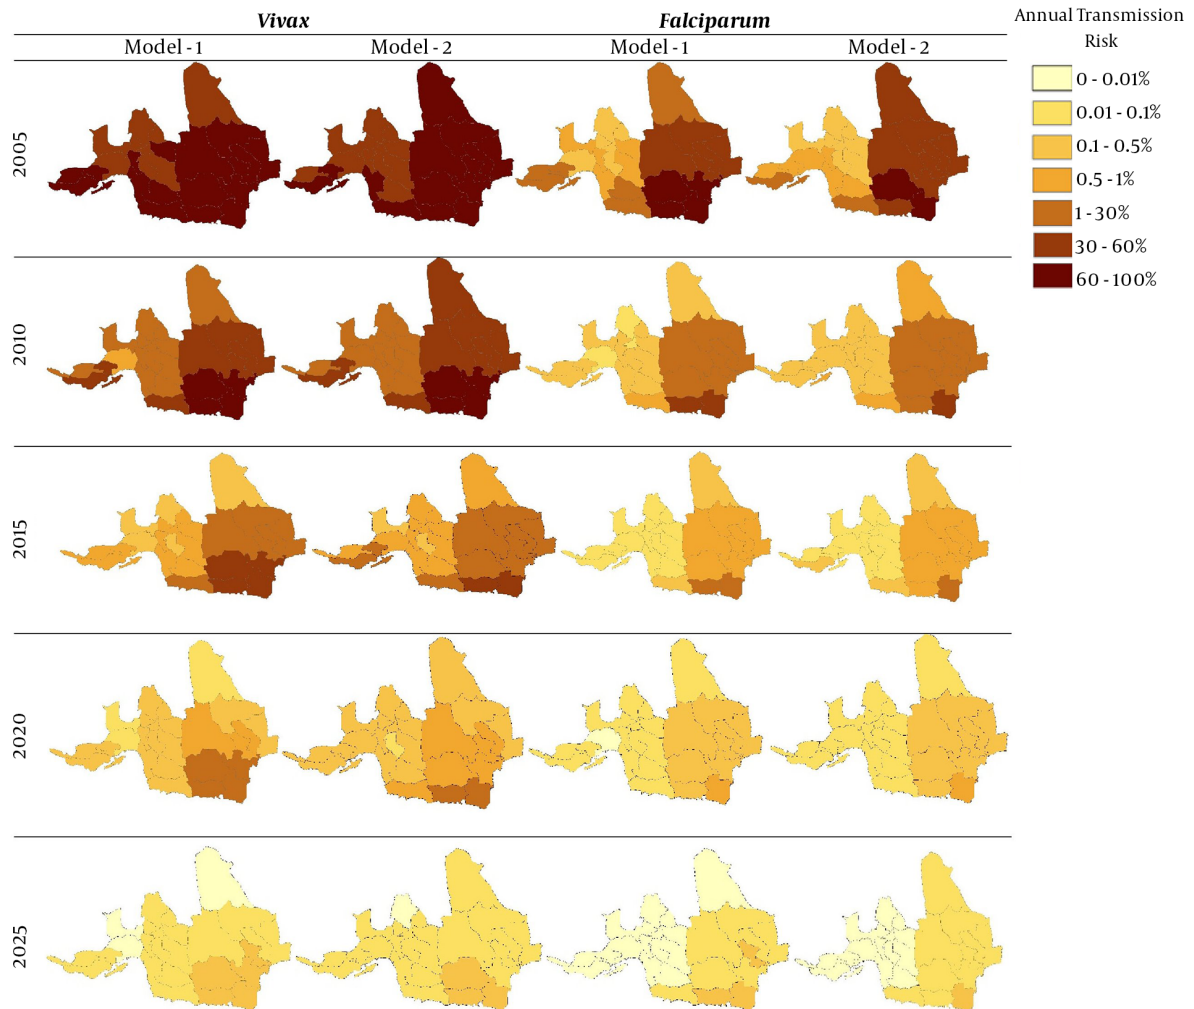 Vivax Falciparum
Model - 1 Model - 2 Model - 1 Model - 2
2005
2010
2015
2020
2025
Annual Transmission
Risk
0 - 0.01%
0.01 - 0.1%
0.1 - 0.5%
0.5 - 1%
1 - 30%
30 - 60%
60 - 100%